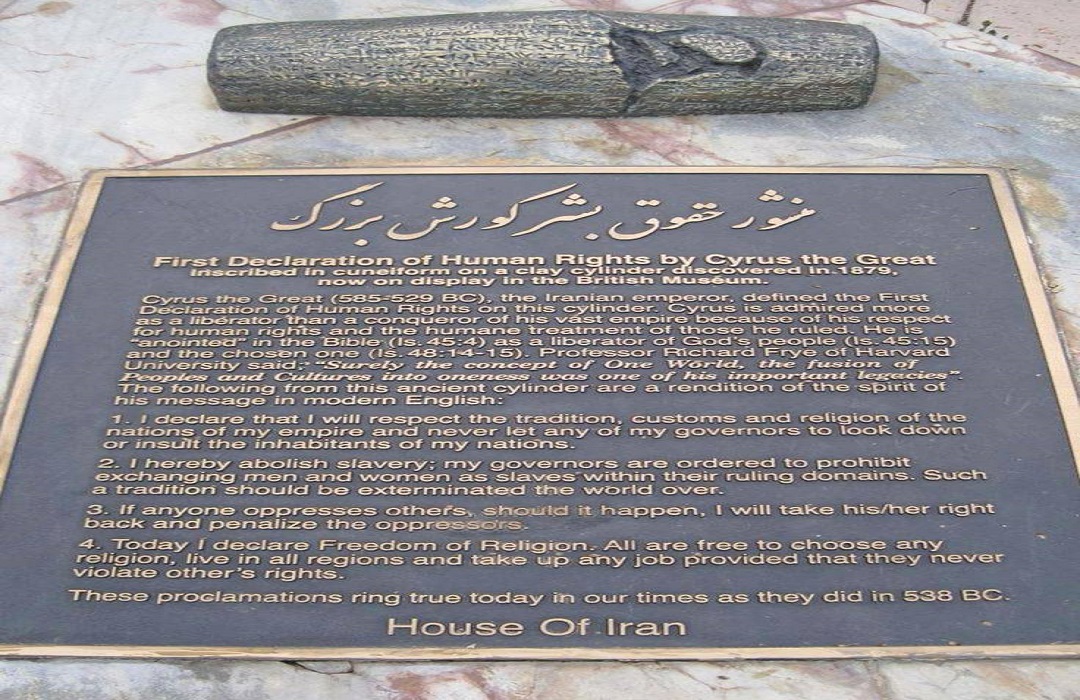 منشور حقوق بشر کورش بزرگ
First Declaration of Human Rights by Cyrus the Great
Inscribed in cuneiform on a clay cylinder discovered in 1879,
now on display in the British Museum.
Cyrus the Great (585-529 BC), the Iranian emperor, defined the First
Declaration of Human Rights on this cylinder. Cyrus is admired more
as a liberator than a conqueror of his vast empire because of his respect
for human rights and the humane treatment of those he ruled. He is
"anointed" in the Bible (Is. 45:4) as a liberator of God's people (Is. 45:15)
and the chosen one (Is. 48:14-15). Professor Richard Frye of Harvard
University said: "Surely the concept of One World, the fusion of
Peoples and Cultures into oneness was one of his important legacies".
The following from this ancient cylinder are a rendition of the spirit of
his message in modern English:
1. I declare that I will respect the tradition, customs and religion of the
nations of my empire and never let any of my governors to look down
or insult the inhabitants of my nations.
2. I hereby abolish slavery; my governors are ordered to prohibit
exchanging men and women as slaves within their ruling domains. Such
a tradition should be exterminated the world over.
3. If anyone oppresses others, should it happen, I will take his/her right
back and penalize the oppressors.
4. Today I declare Freedom of Religion. All are free to choose any
religion, live in all regions and take up any job provided that they never
violate other's rights.
These proclamations ring true today in our times as they did in 538 BC.
House Of Iran